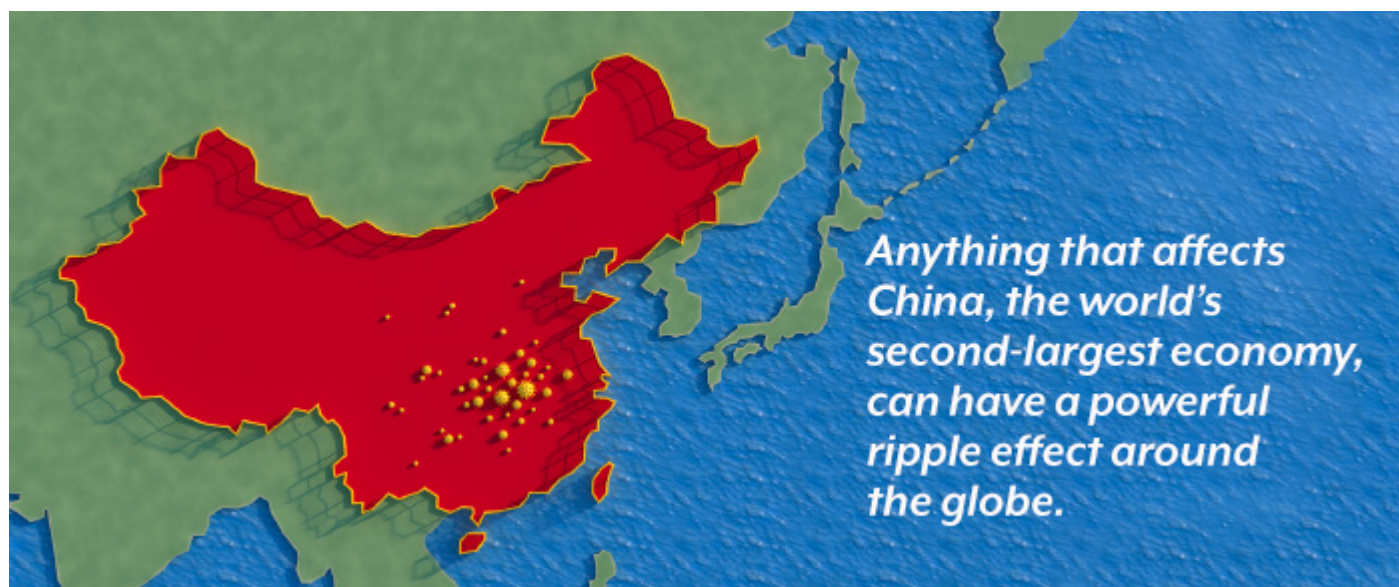 Anything that affects
China, the world’s
second-largest economy,
can have a powerful
ripple effect around
the globe.